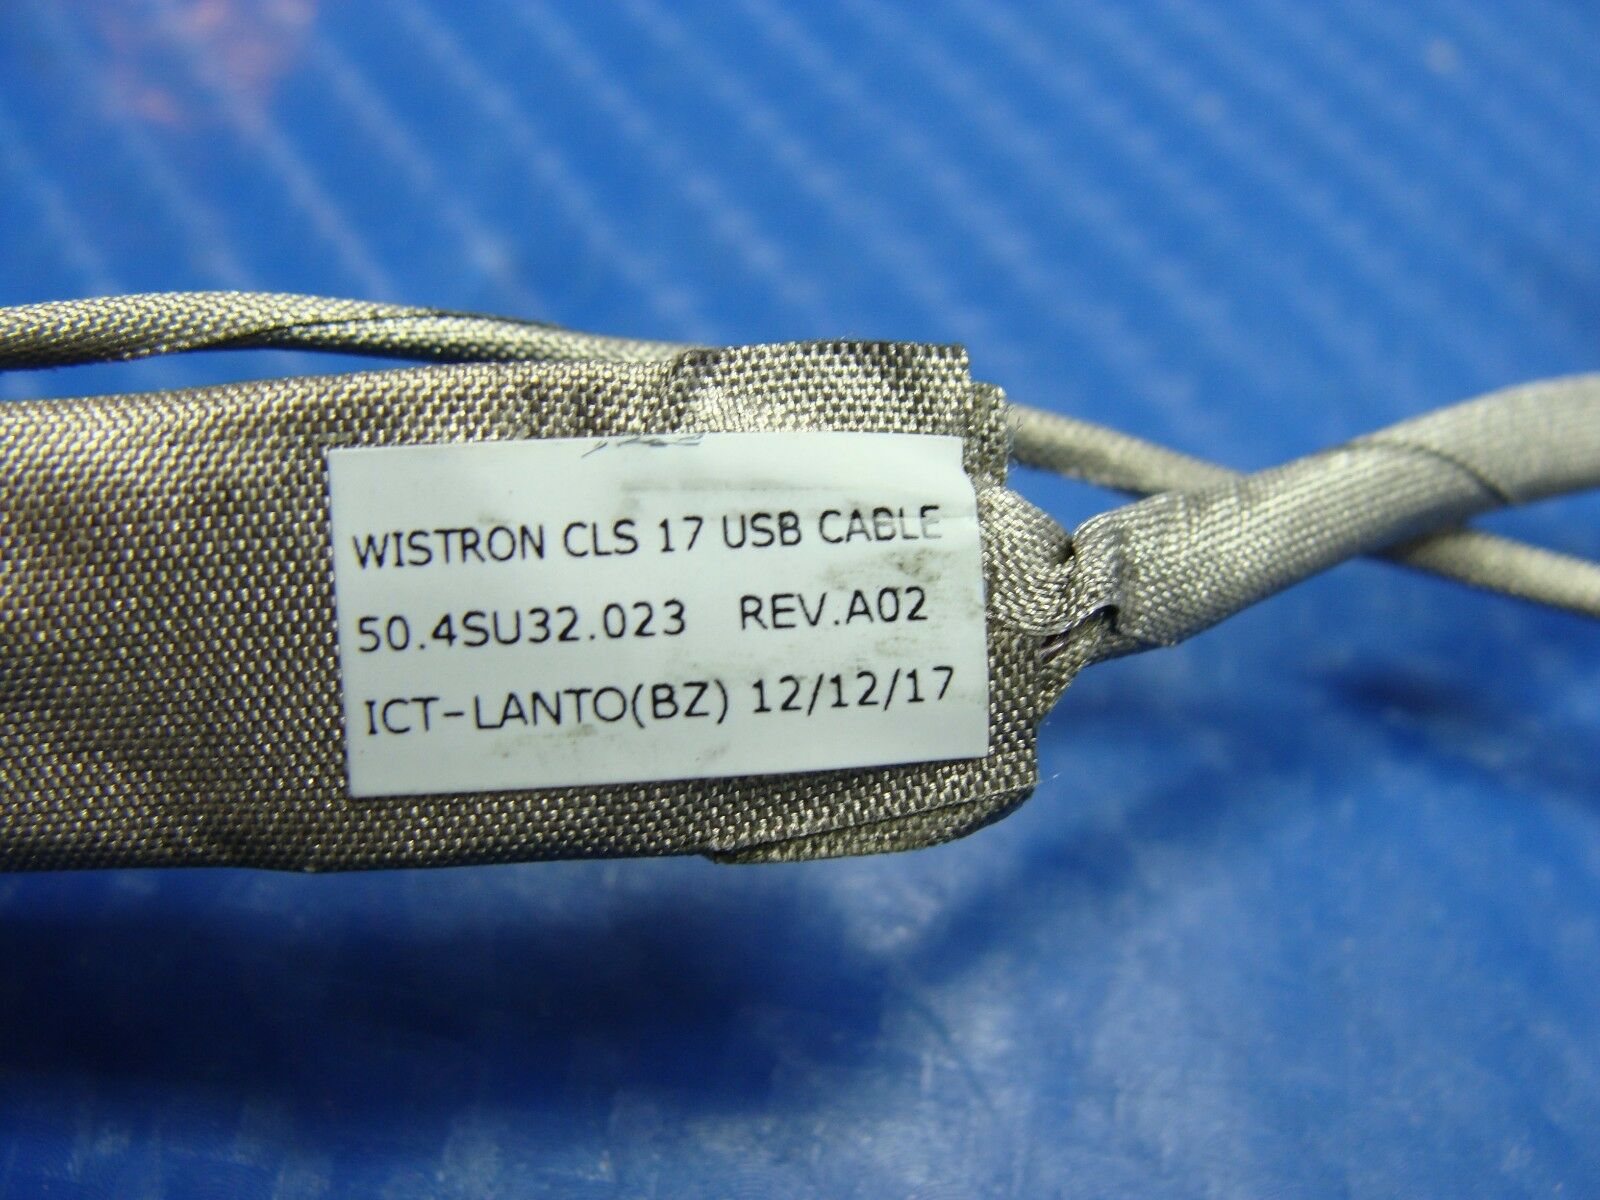 WISTRON CLS 17 USB CABLE
50.4SU32.023 REV.A02
ICT-LANTO(BZ) 12/12/17